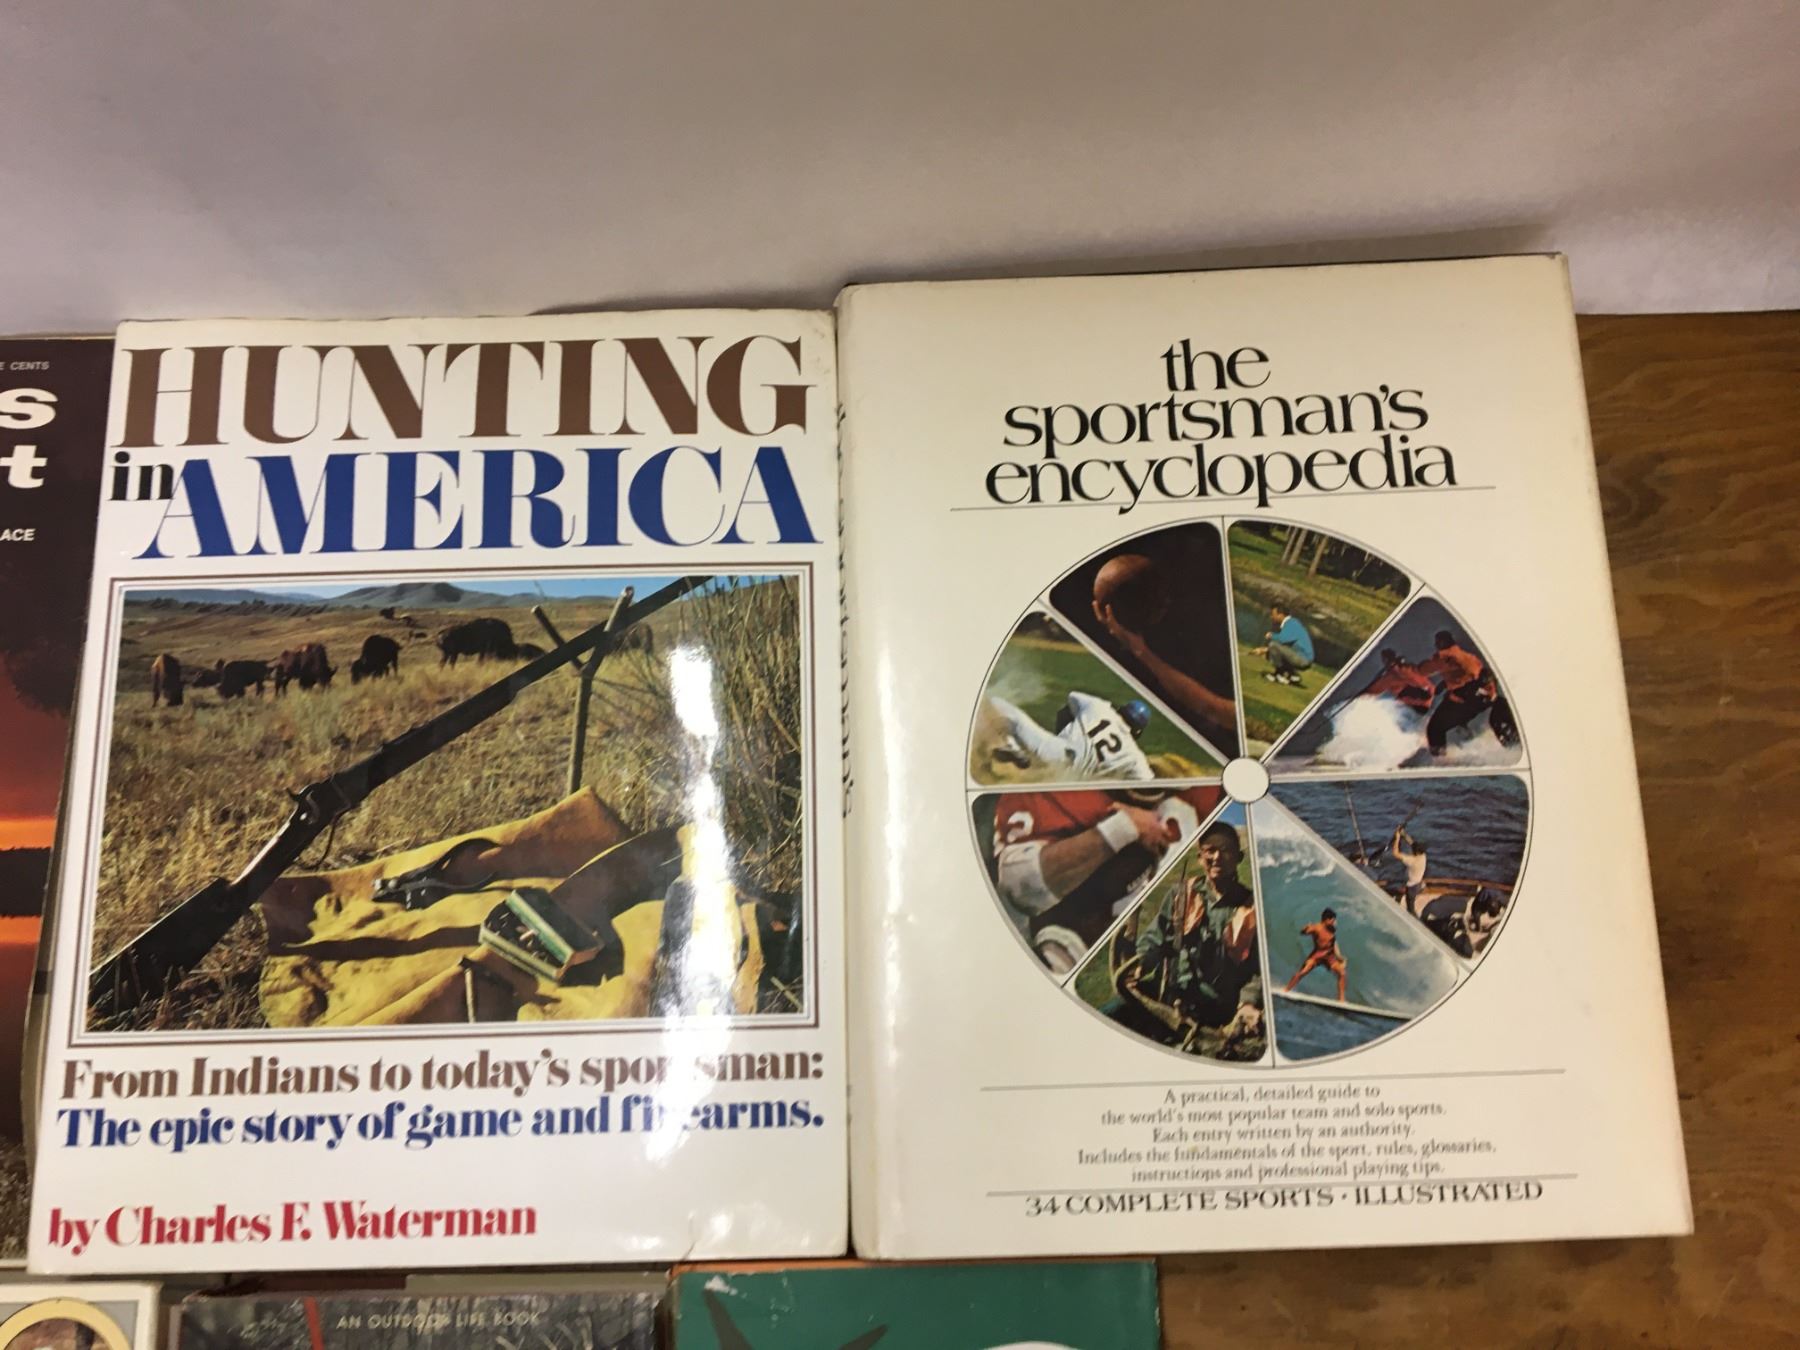 E CENTS
s
t
ACE
HUNTING
in AMERICA
From Indians to today's sportsman:
The epic story of game and firearms.
by Charles F. Waterman
the
sportsman's
encyclopedia
12
2
A practical, detailed guide to
the world's most popular team and solo sports.
Each entry written by an authority.
Includes the fundamentals of the sport, rules, glossaries,
instructions and professional playing tips.
34 COMPLETE SPORTS • ILLUSTRATED
AN OUTDOOR LIFE BOOK